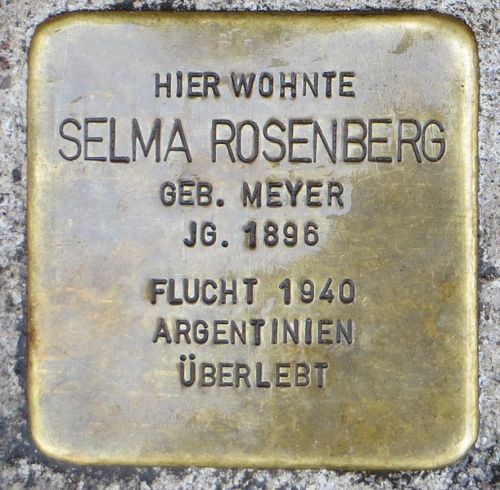 HIER WOHNTE
SELMA ROSENBERG
GEB. MEYER
JG. 1896
FLUCHT 1940
ARGENTINIEN
ÜBERLEBT